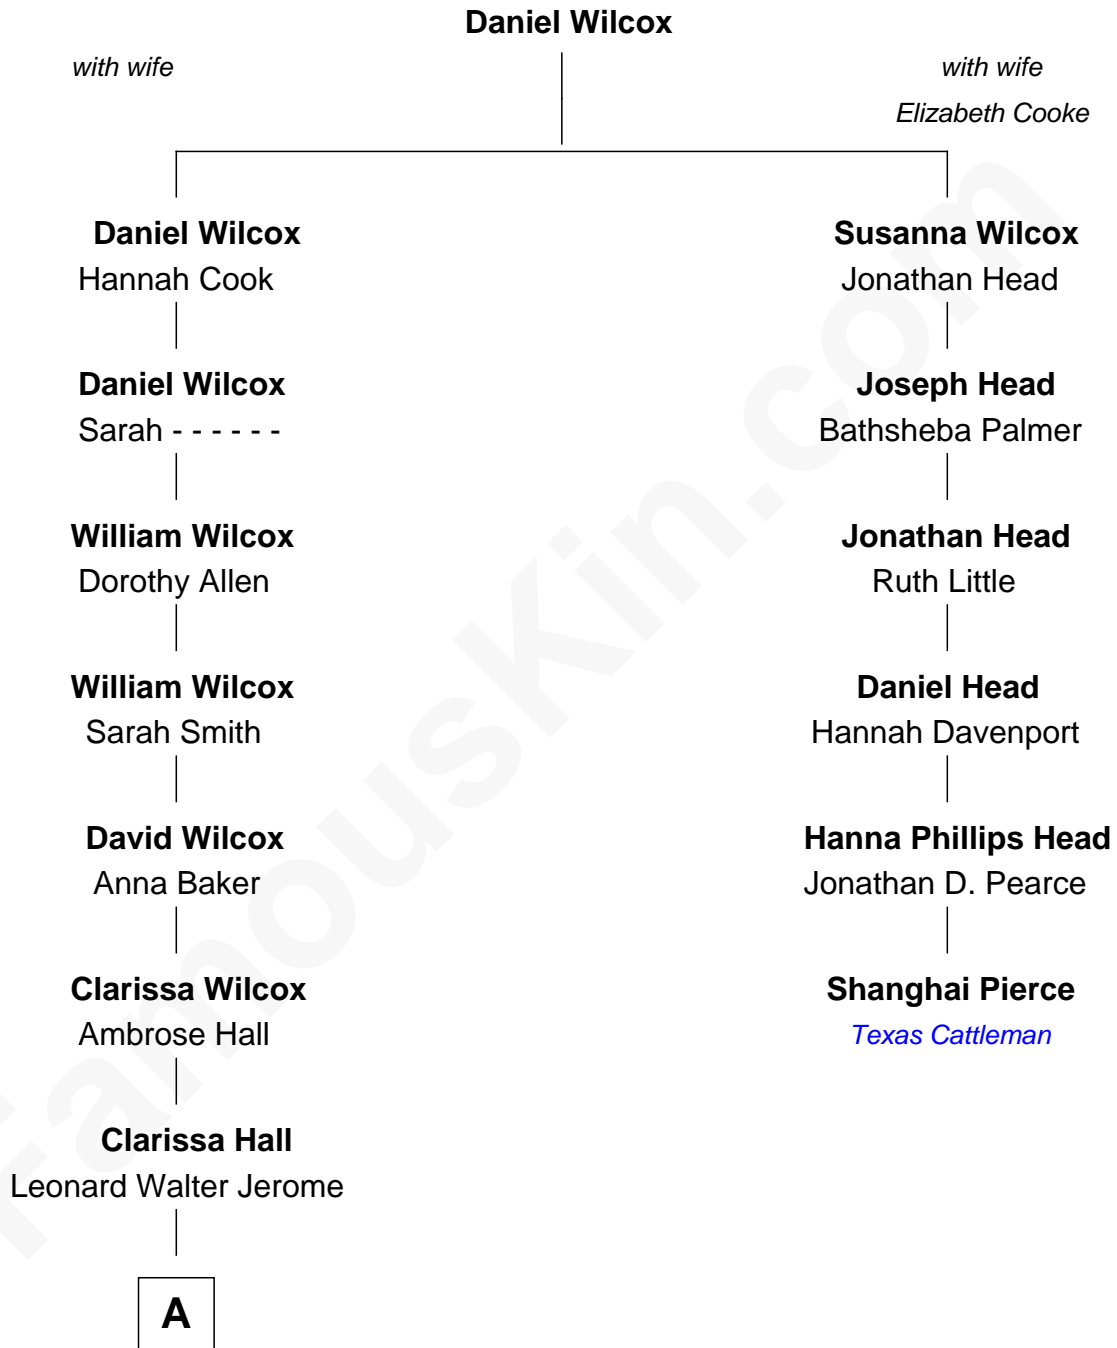 Daniel Wilcox
with wife
with wife
Elizabeth Cooke
Daniel Wilcox
Hannah Cook
Susanna Wilcox
Jonathan Head
Daniel Wilcox
Sarah - - - - - -
Joseph Head
Bathsheba Palmer
William Wilcox
Dorothy Allen
Jonathan Head
Ruth Little
William Wilcox
Sarah Smith
Daniel Head
Hannah Davenport
David Wilcox
Anna Baker
Hanna Phillips Head
Jonathan D. Pearce
Clarissa Wilcox
Ambrose Hall
Shanghai Pierce
Texas Cattleman
Clarissa Hall
Leonard Walter Jerome
A
FamousKin.com